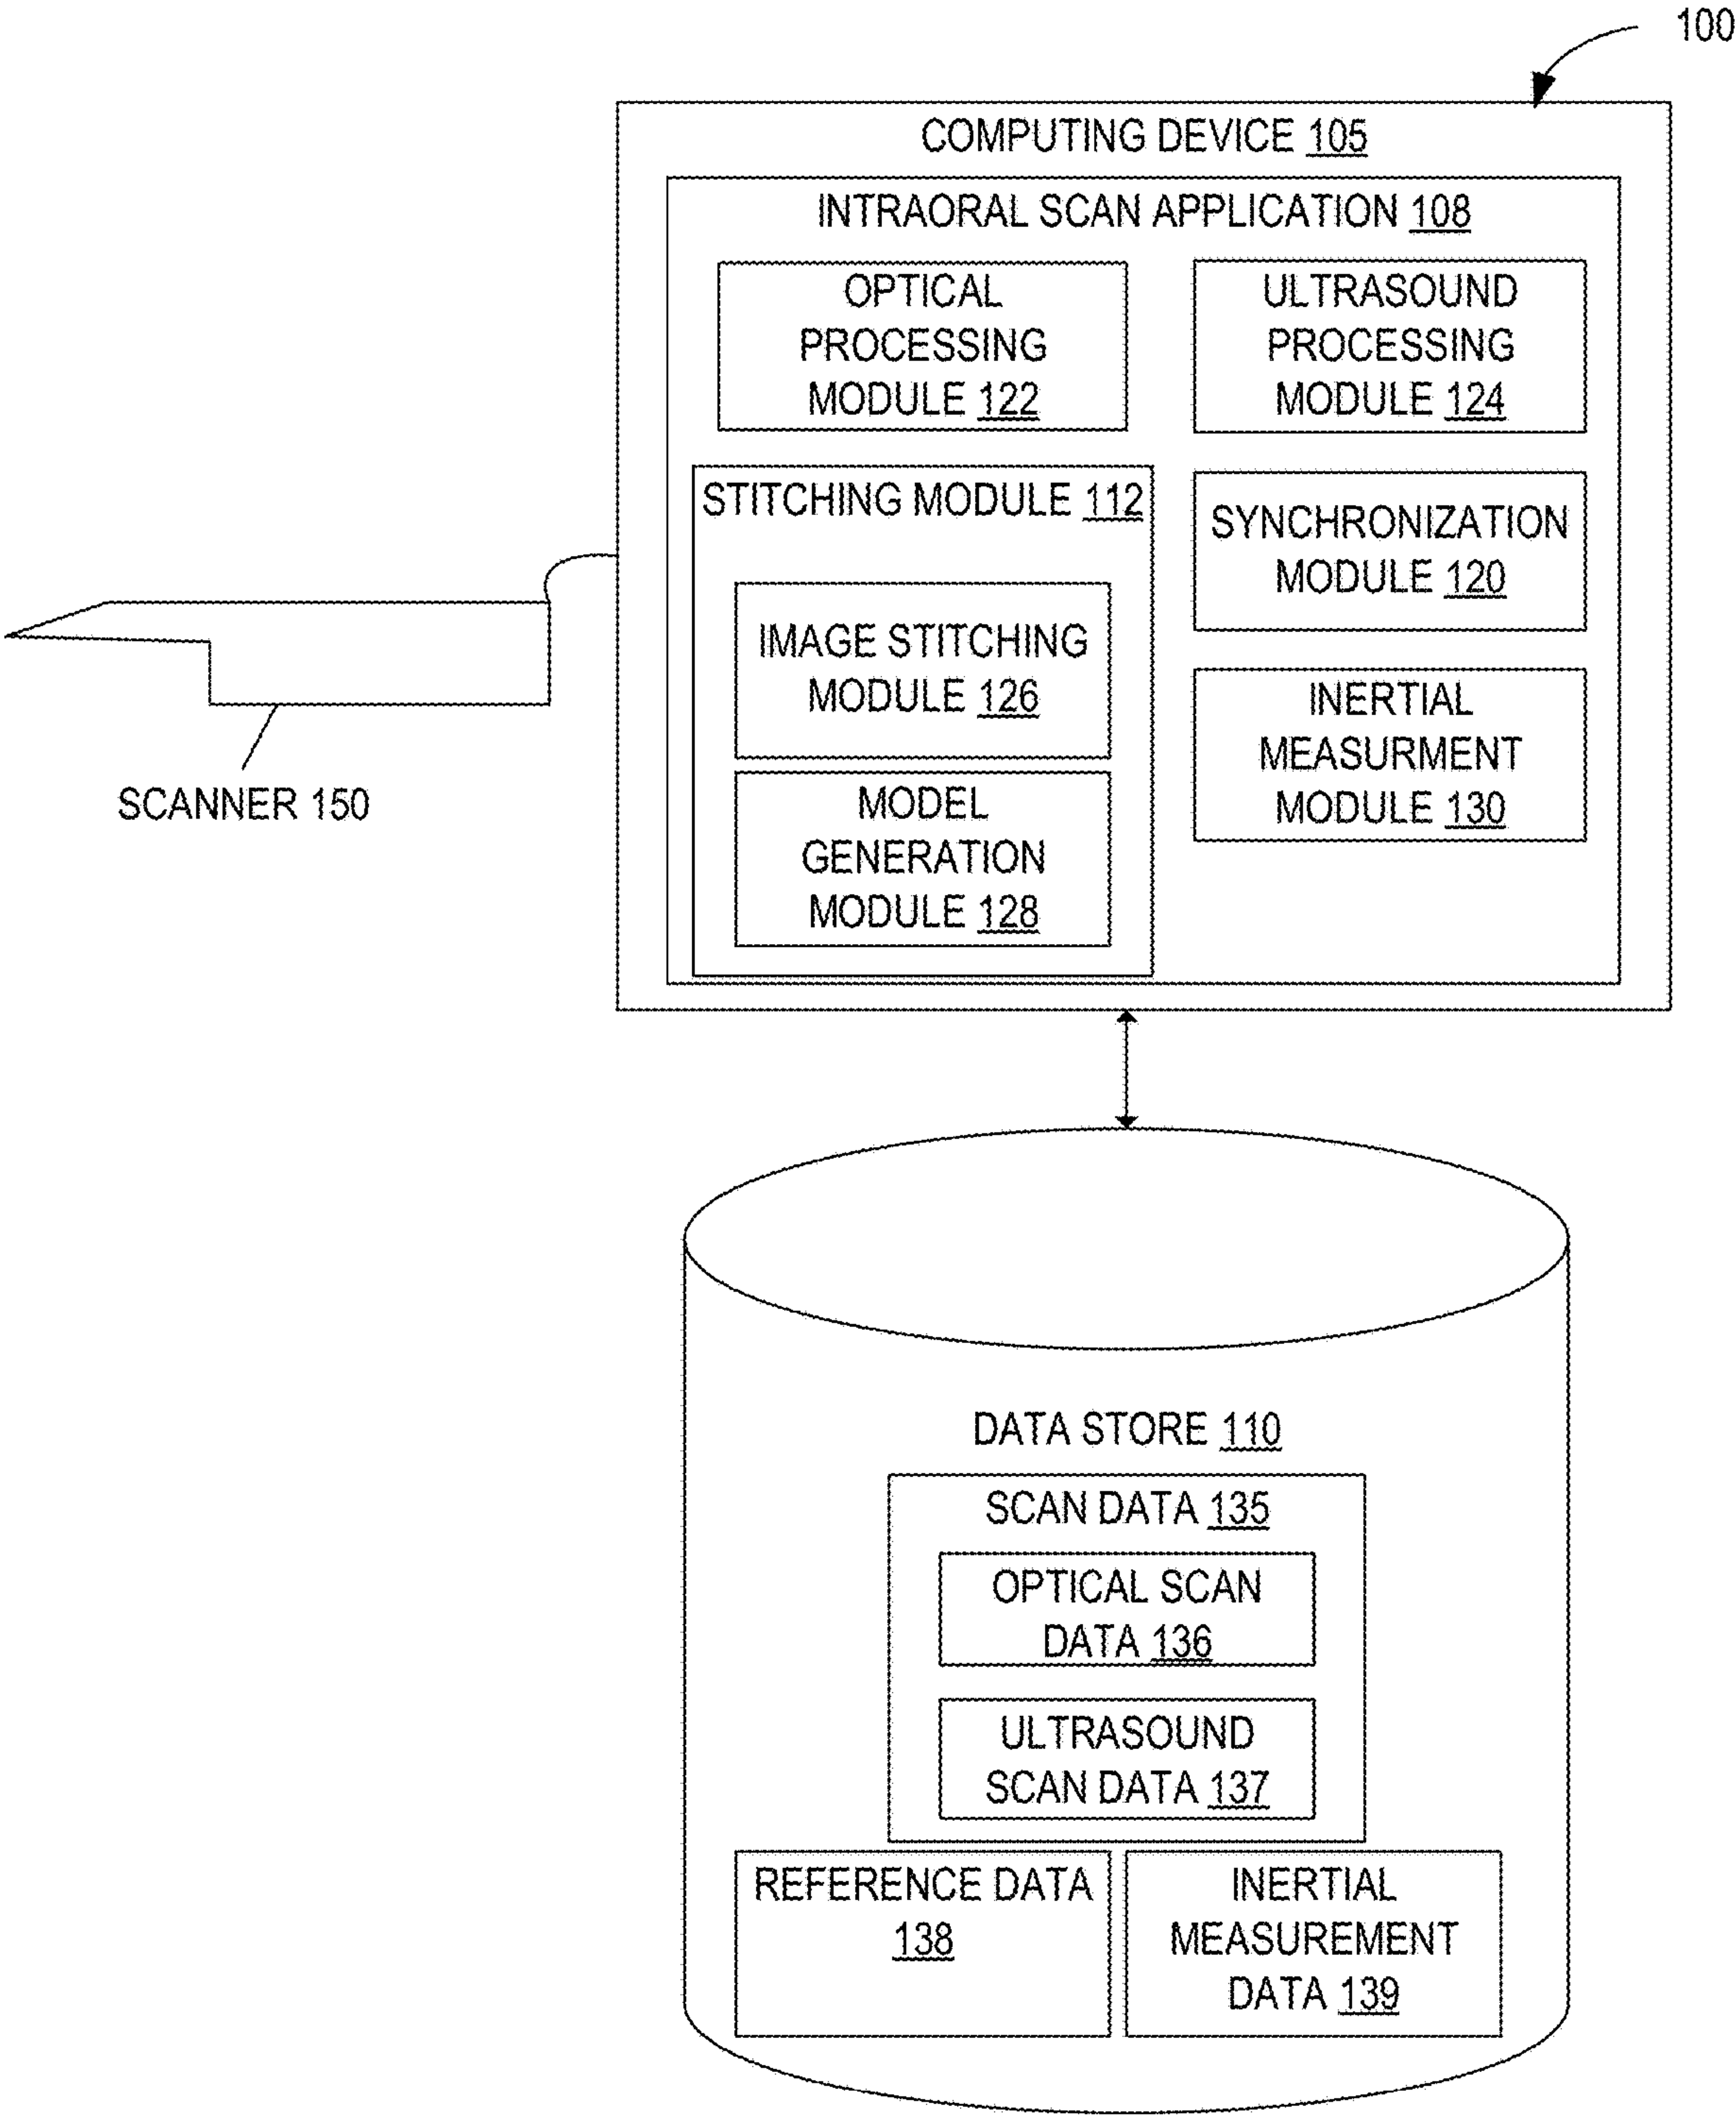 100
COMPUTING DEVICE 105
INTRAORAL SCAN APPLICATION 108
OPTICAL
PROCESSING
MODULE 122
ULTRASOUND
PROCESSING
MODULE 124
STITCHING MODULE 112
SYNCHRONIZATION
MODULE 120
IMAGE STITCHING
MODULE 126
INERTIAL
MEASURMENT
MODULE 130
MODEL
GENERATION
MODULE 128
SCANNER 150
DATA STORE 110
SCAN DATA 135
OPTICAL SCAN
DATA 136
ULTRASOUND
SCAN DATA 137
REFERENCE DATA
138
INERTIAL
MEASUREMENT
DATA 139